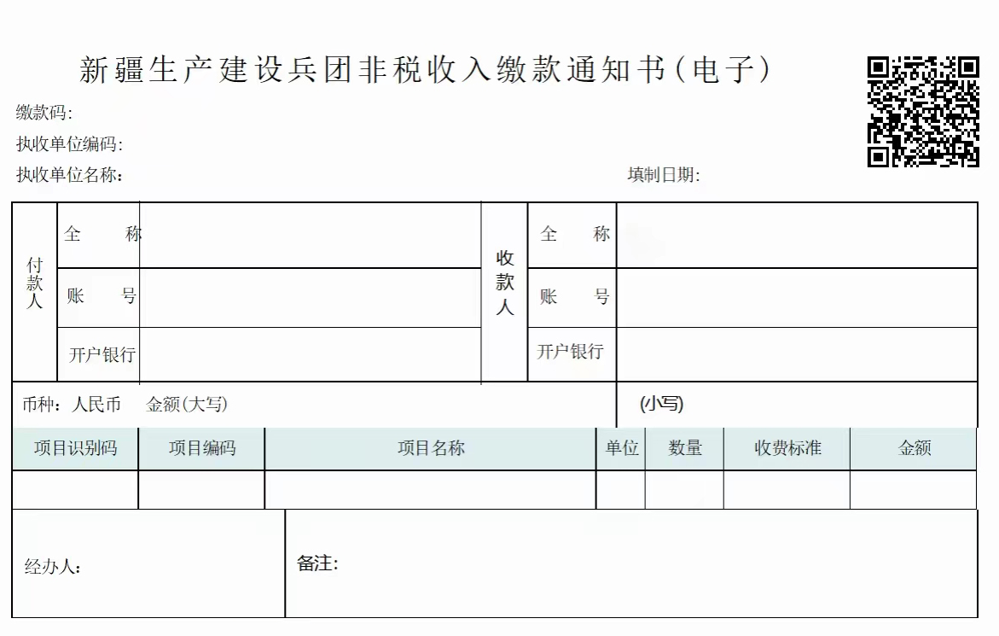 新疆生产建设兵团非税收入缴款通知书(电子)
缴款码:
执收单位编码:
执收单位名称: 填制日期:
付款人 全 称 收款人 全 称
账 号 账 号
开户银行 开户银行
币种: 人民币 金额(大写) (小写)
项目识别码 项目编码 项目名称 单位 数量 收费标准 金额
经办人: 备注: